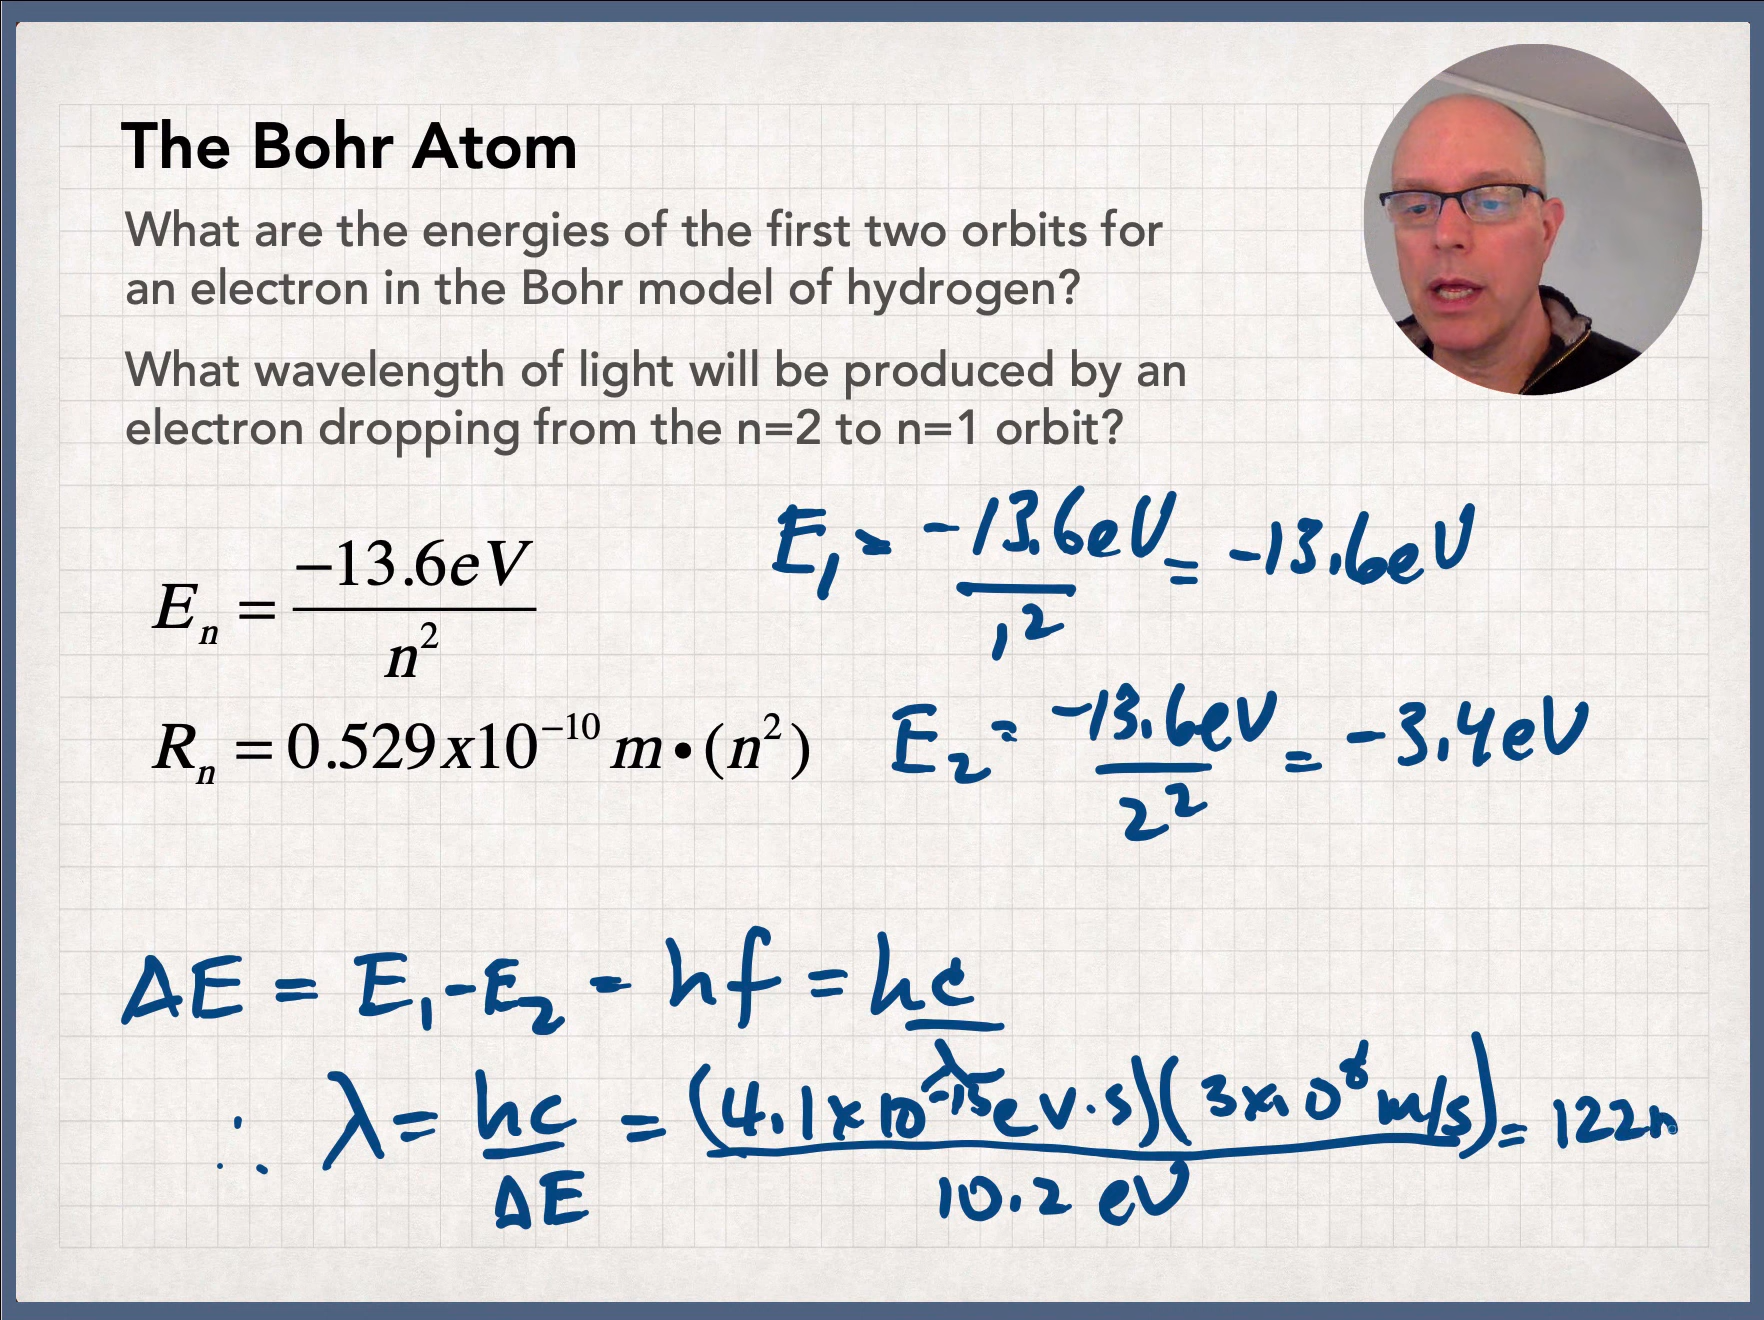 The Bohr Atom
What are the energies of the first two orbits for
an electron in the Bohr model of hydrogen?
What wavelength of light will be produced by an
electron dropping from the n=2 to n=1 orbit?
Eₙ = −13.6eV / n²
Rₙ = 0.529x10⁻¹⁰ m•(n²)
E₁ = -13.6eV / 1² = -13.6eV
E₂ = -13.6eV / 2² = -3.4eV
ΔE = E₁-E₂ = hf = hc / λ
∴ λ = hc / ΔE = (4.1x10⁻¹⁵eV·s)(3x10⁸m/s) / 10.2 eV = 122n